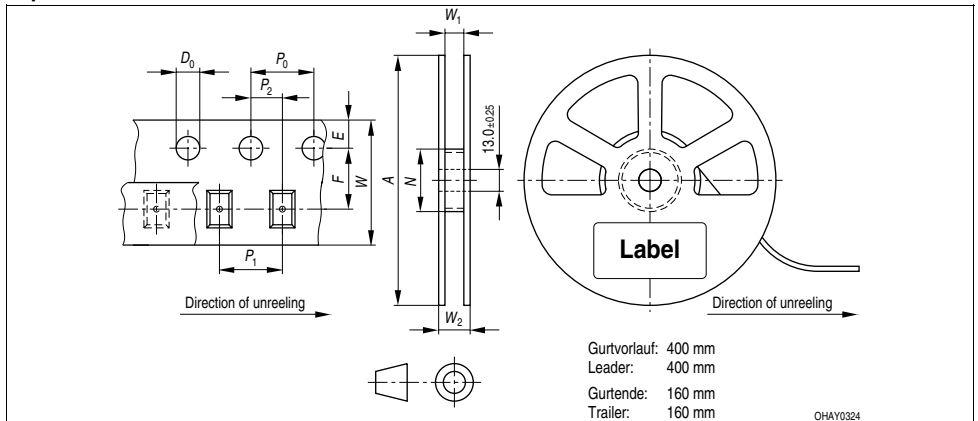 W₁
D₀ P₀
P₂
E
F
W
N
A
13.0±0.25
P₁
W₂
Label
Direction of unreeling
Direction of unreeling
Gurtvorlauf: 400 mm
Leader: 400 mm
Gurtende: 160 mm
Trailer: 160 mm
OHAY0324